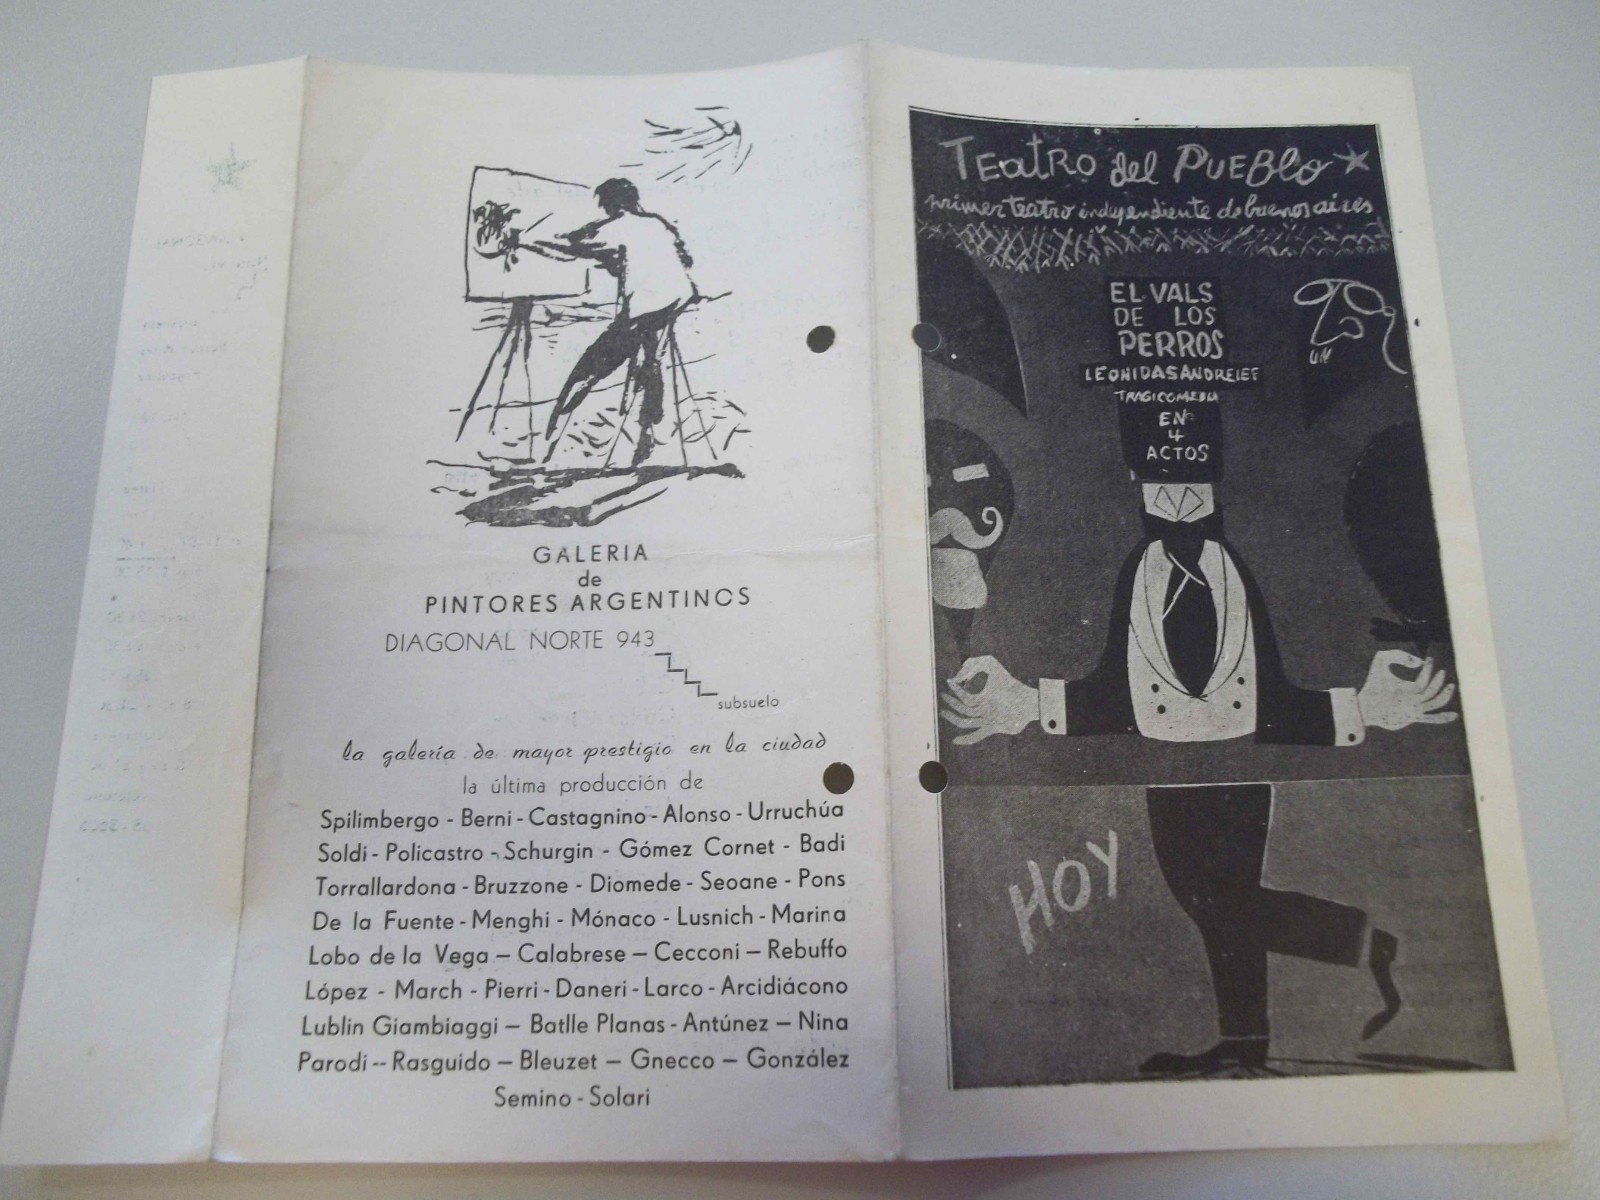 GALERIA
de
PINTORES ARGENTINOS
DIAGONAL NORTE 943
subsuelo
la galería de mayor prestigio en la ciudad
la última producción de
Spilimbergo - Berni - Castagnino - Alonso - Urruchúa
Soldi - Policastro - Schurgin - Gómez Cornet - Badi
Torrallardona - Bruzzone - Diomede - Seoane - Pons
De la Fuente - Menghi - Mónaco - Lusnich - Marina
Lobo de la Vega — Calabrese — Cecconi — Rebuffo
López - March - Pierri - Daneri - Larco - Arcidiácono
Lublin Giambiaggi — Batlle Planas - Antúnez — Nina
Parodi -- Rasguido — Bleuzet — Gnecco — González
Semino - Solari
TEatRO del PUEBlo
primer teatro independiente de buenos aires
EL VALS
DE LOS
PERROS
LEONIDAS ANDREIEF
TRAGICOMEDIA
EN
4
ACTOS
HOY